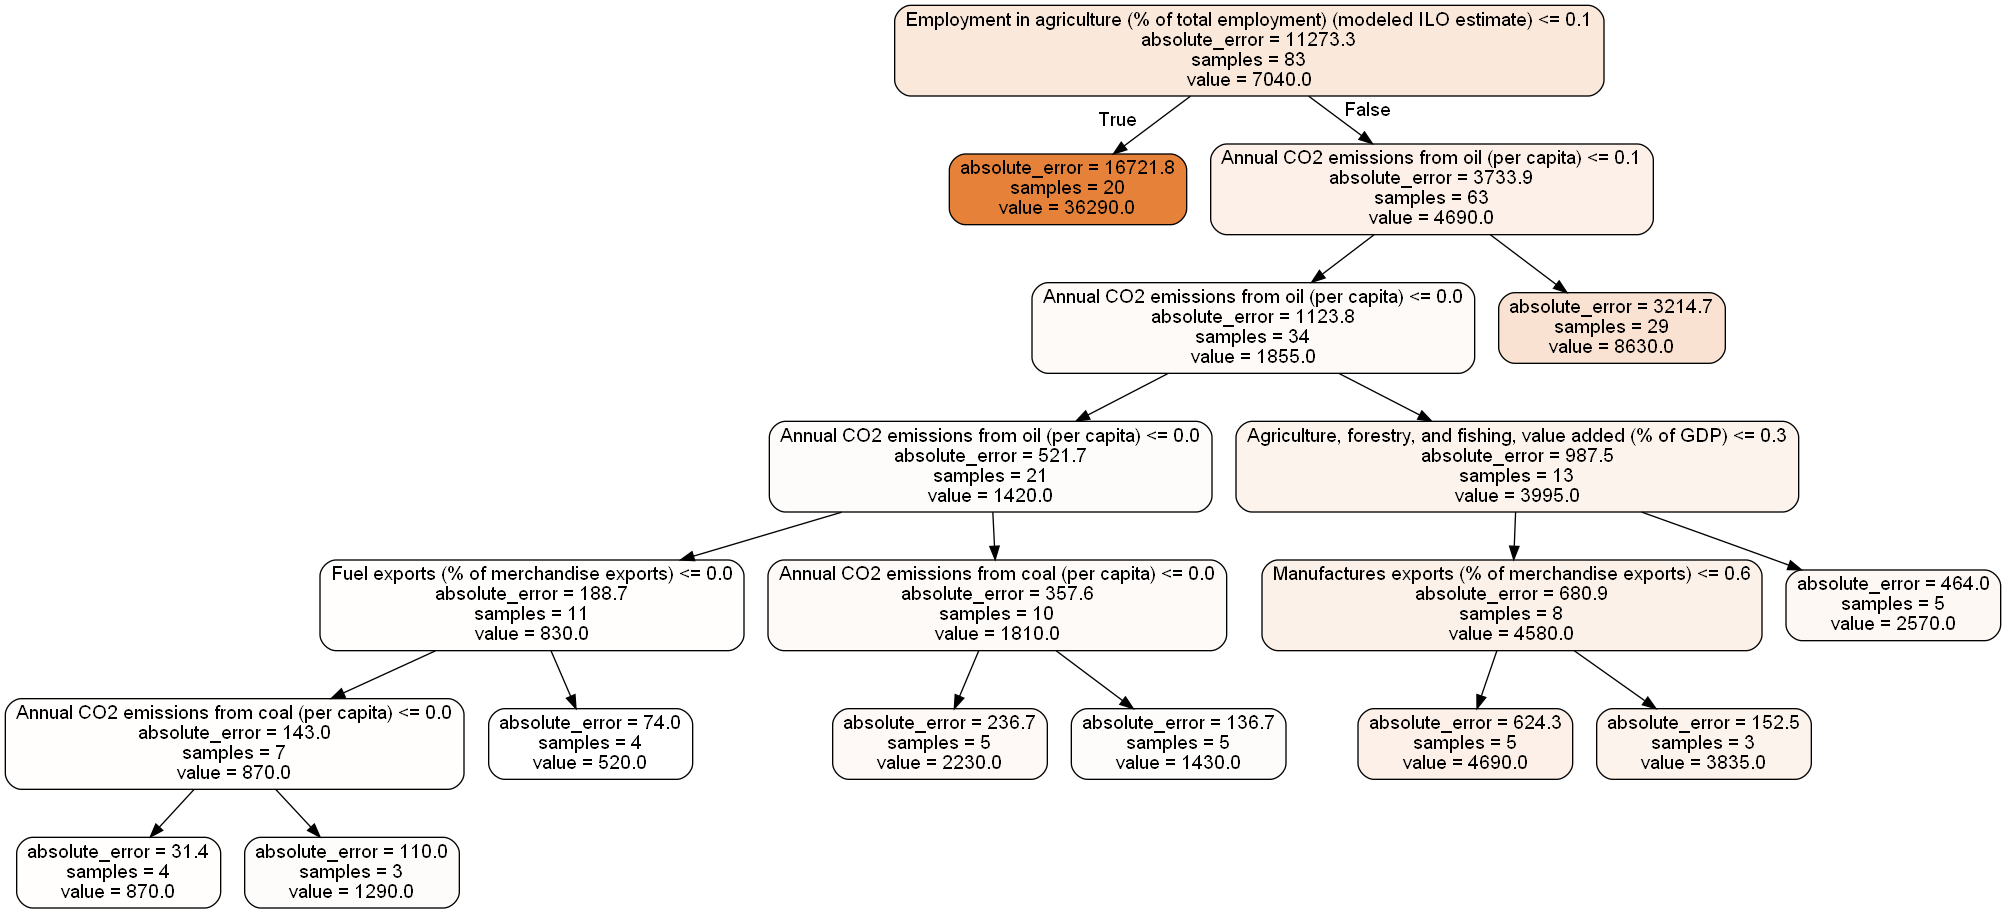 Employment in agriculture (% of total employment) (modeled ILO estimate) <= 0.1
absolute_error = 11273.3
samples = 83
value = 7040.0
True
False
absolute_error = 16721.8
samples = 20
value = 36290.0
Annual CO2 emissions from oil (per capita) <= 0.1
absolute_error = 3733.9
samples = 63
value = 4690.0
Annual CO2 emissions from oil (per capita) <= 0.0
absolute_error = 1123.8
samples = 34
value = 1855.0
absolute_error = 3214.7
samples = 29
value = 8630.0
Annual CO2 emissions from oil (per capita) <= 0.0
absolute_error = 521.7
samples = 21
value = 1420.0
Agriculture, forestry, and fishing, value added (% of GDP) <= 0.3
absolute_error = 987.5
samples = 13
value = 3995.0
Fuel exports (% of merchandise exports) <= 0.0
absolute_error = 188.7
samples = 11
value = 830.0
Annual CO2 emissions from coal (per capita) <= 0.0
absolute_error = 357.6
samples = 10
value = 1810.0
Manufactures exports (% of merchandise exports) <= 0.6
absolute_error = 680.9
samples = 8
value = 4580.0
absolute_error = 464.0
samples = 5
value = 2570.0
Annual CO2 emissions from coal (per capita) <= 0.0
absolute_error = 143.0
samples = 7
value = 870.0
absolute_error = 74.0
samples = 4
value = 520.0
absolute_error = 236.7
samples = 5
value = 2230.0
absolute_error = 136.7
samples = 5
value = 1430.0
absolute_error = 624.3
samples = 5
value = 4690.0
absolute_error = 152.5
samples = 3
value = 3835.0
absolute_error = 31.4
samples = 4
value = 870.0
absolute_error = 110.0
samples = 3
value = 1290.0